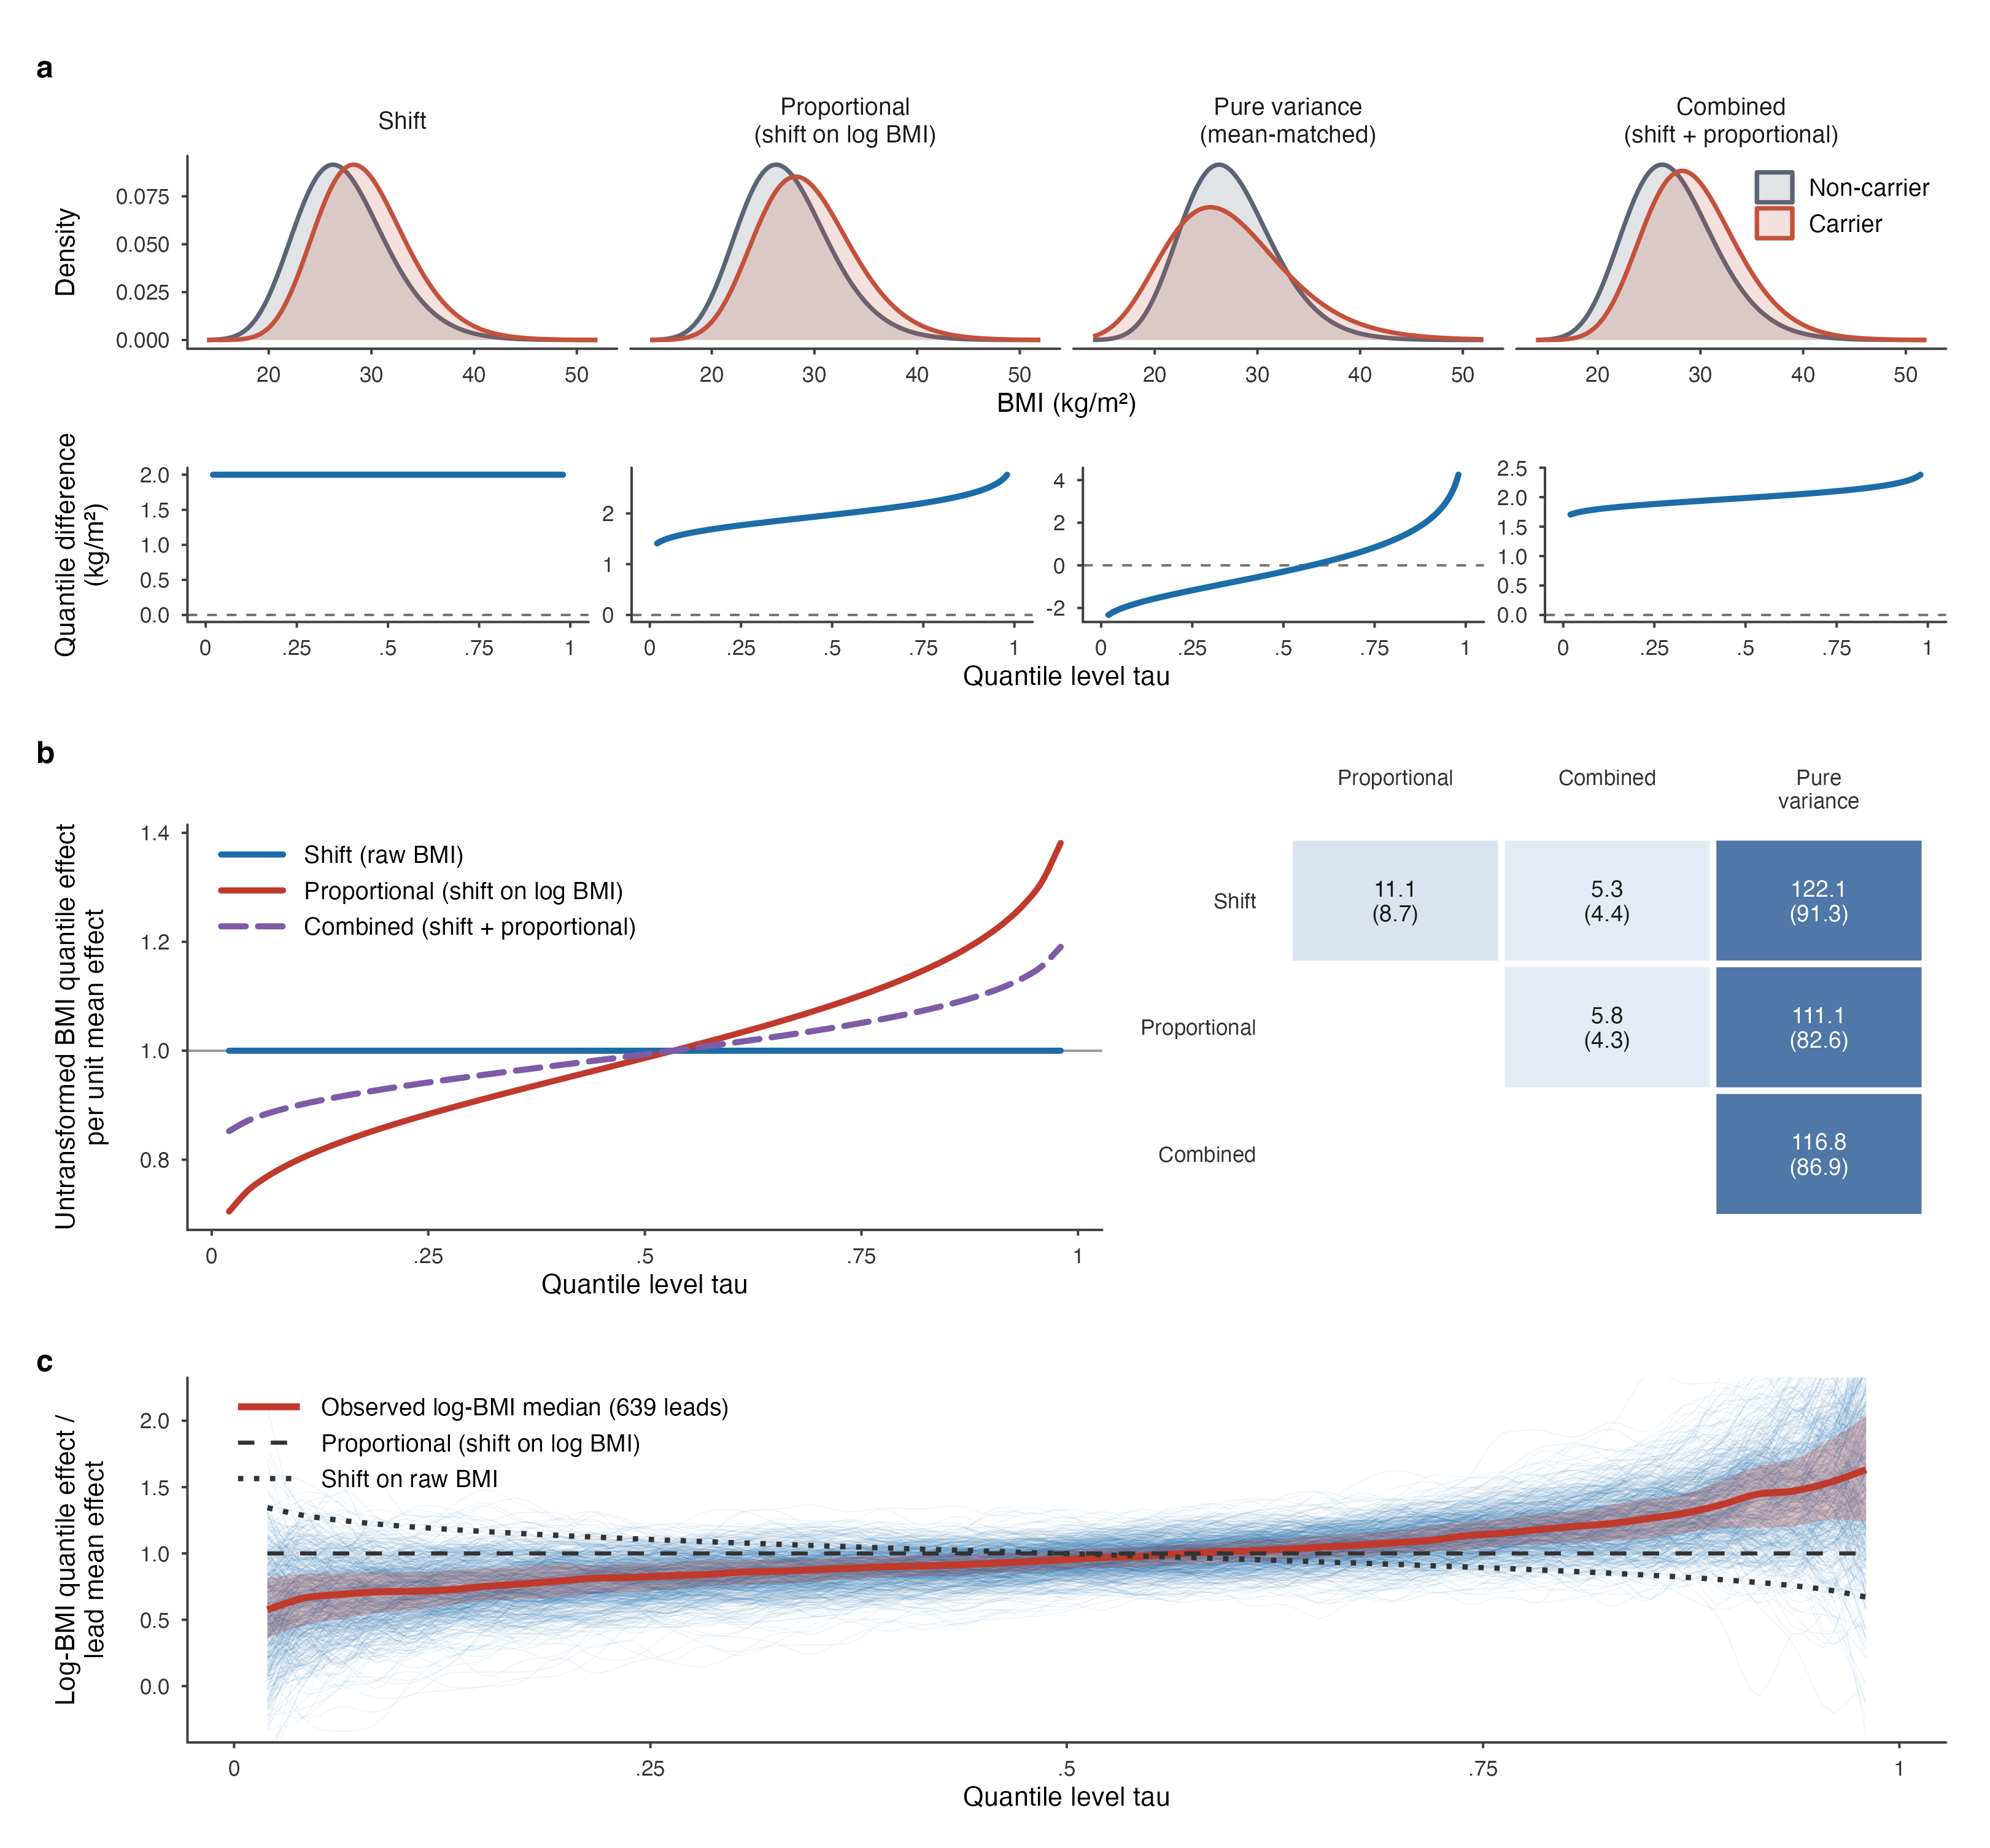 a
Shift
Proportional
(shift on log BMI)
Pure variance
(mean-matched)
Combined
(shift + proportional)
Non-carrier
Carrier
Density
0.075
0.050
0.025
0.000
20 30 40 50
20 30 40 50
20 30 40 50
20 30 40 50
BMI (kg/m²)
Quantile difference
(kg/m²)
2.0
1.5
1.0
0.5
0.0
2
1
0
4
2
0
-2
2.5
2.0
1.5
1.0
0.5
0.0
0 .25 .5 .75 1
0 .25 .5 .75 1
0 .25 .5 .75 1
0 .25 .5 .75 1
Quantile level tau
b
Untransformed BMI quantile effect
per unit mean effect
1.4
1.2
1.0
0.8
Shift (raw BMI)
Proportional (shift on log BMI)
Combined (shift + proportional)
0 .25 .5 .75 1
Quantile level tau
Proportional
Combined
Pure
variance
Shift
11.1
(8.7)
5.3
(4.4)
122.1
(91.3)
Proportional
5.8
(4.3)
111.1
(82.6)
Combined
116.8
(86.9)
c
Log-BMI quantile effect /
lead mean effect
2.0
1.5
1.0
0.5
0.0
Observed log-BMI median (639 leads)
Proportional (shift on log BMI)
Shift on raw BMI
0 .25 .5 .75 1
Quantile level tau